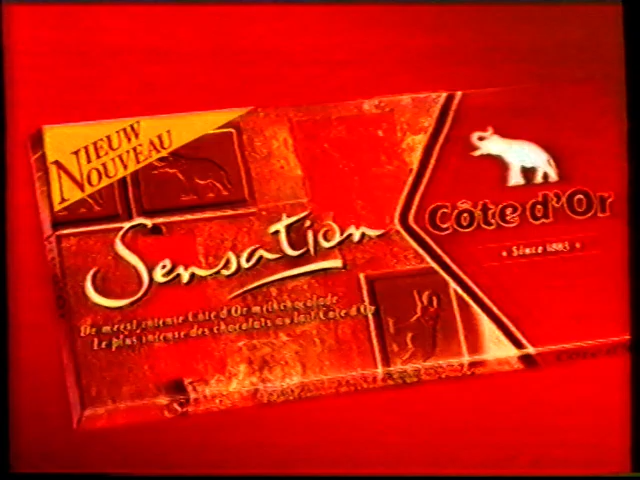 NIEUW
NOUVEAU
Sensation
De meest intense Côte d'Or melkchocolade
Le plus intense des chocolats au lait Côte d'Or
Côte d'Or
• Since 1883 •